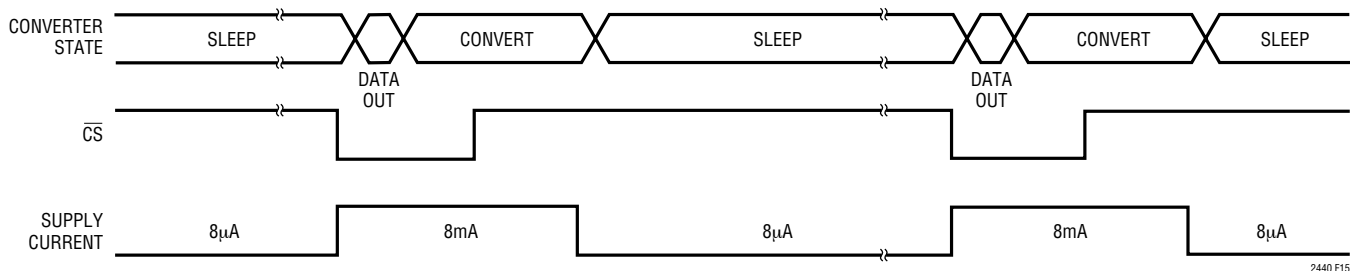 CONVERTER
STATE
SLEEP
CONVERT
SLEEP
CONVERT
SLEEP
DATA
OUT
DATA
OUT
CS
SUPPLY
CURRENT
8µA
8mA
8µA
8mA
8µA
2440 F15